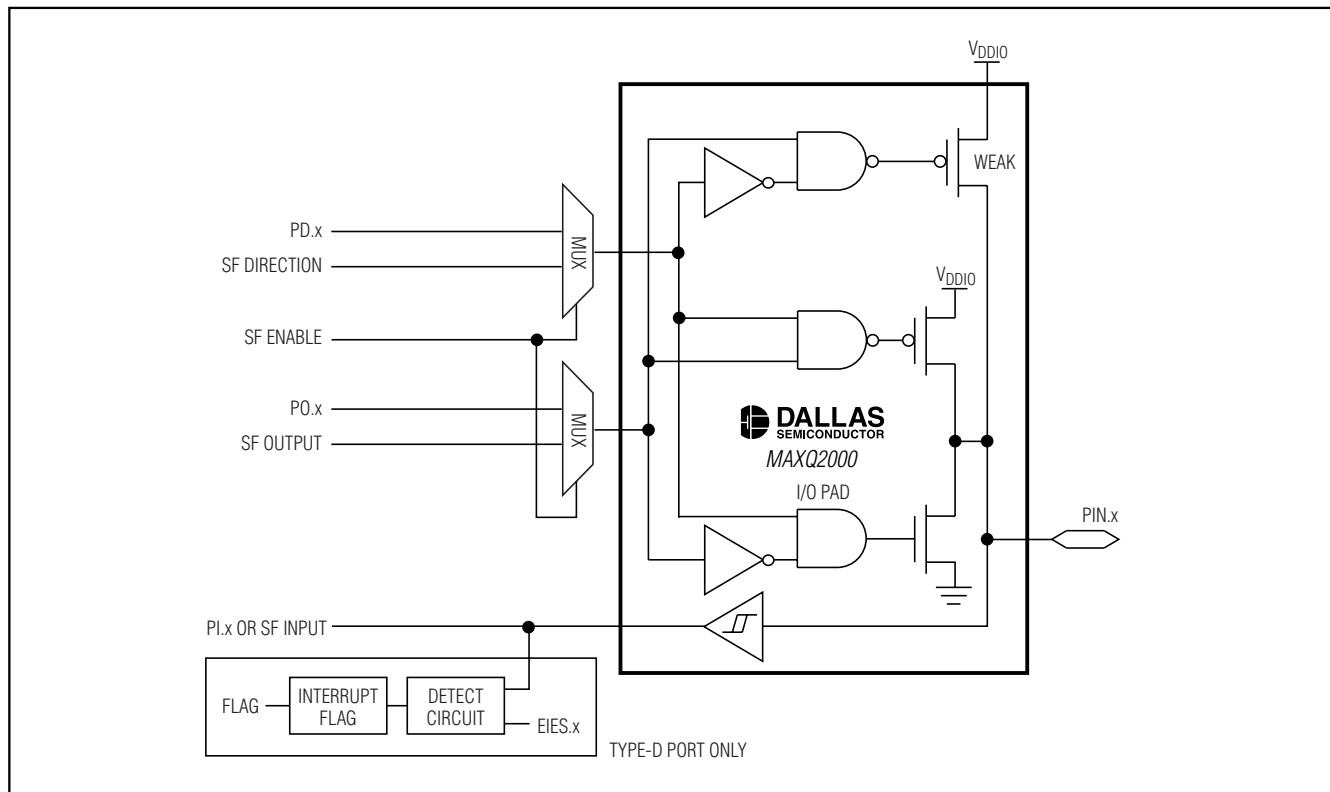 VDDIO
WEAK
PD.x
MUX
SF DIRECTION
VDDIO
SF ENABLE
PO.x
MUX
SF OUTPUT
DALLAS
SEMICONDUCTOR
MAXQ2000
I/O PAD
PIN.x
PI.x OR SF INPUT
FLAG
INTERRUPT
FLAG
DETECT
CIRCUIT
EIES.x
TYPE-D PORT ONLY